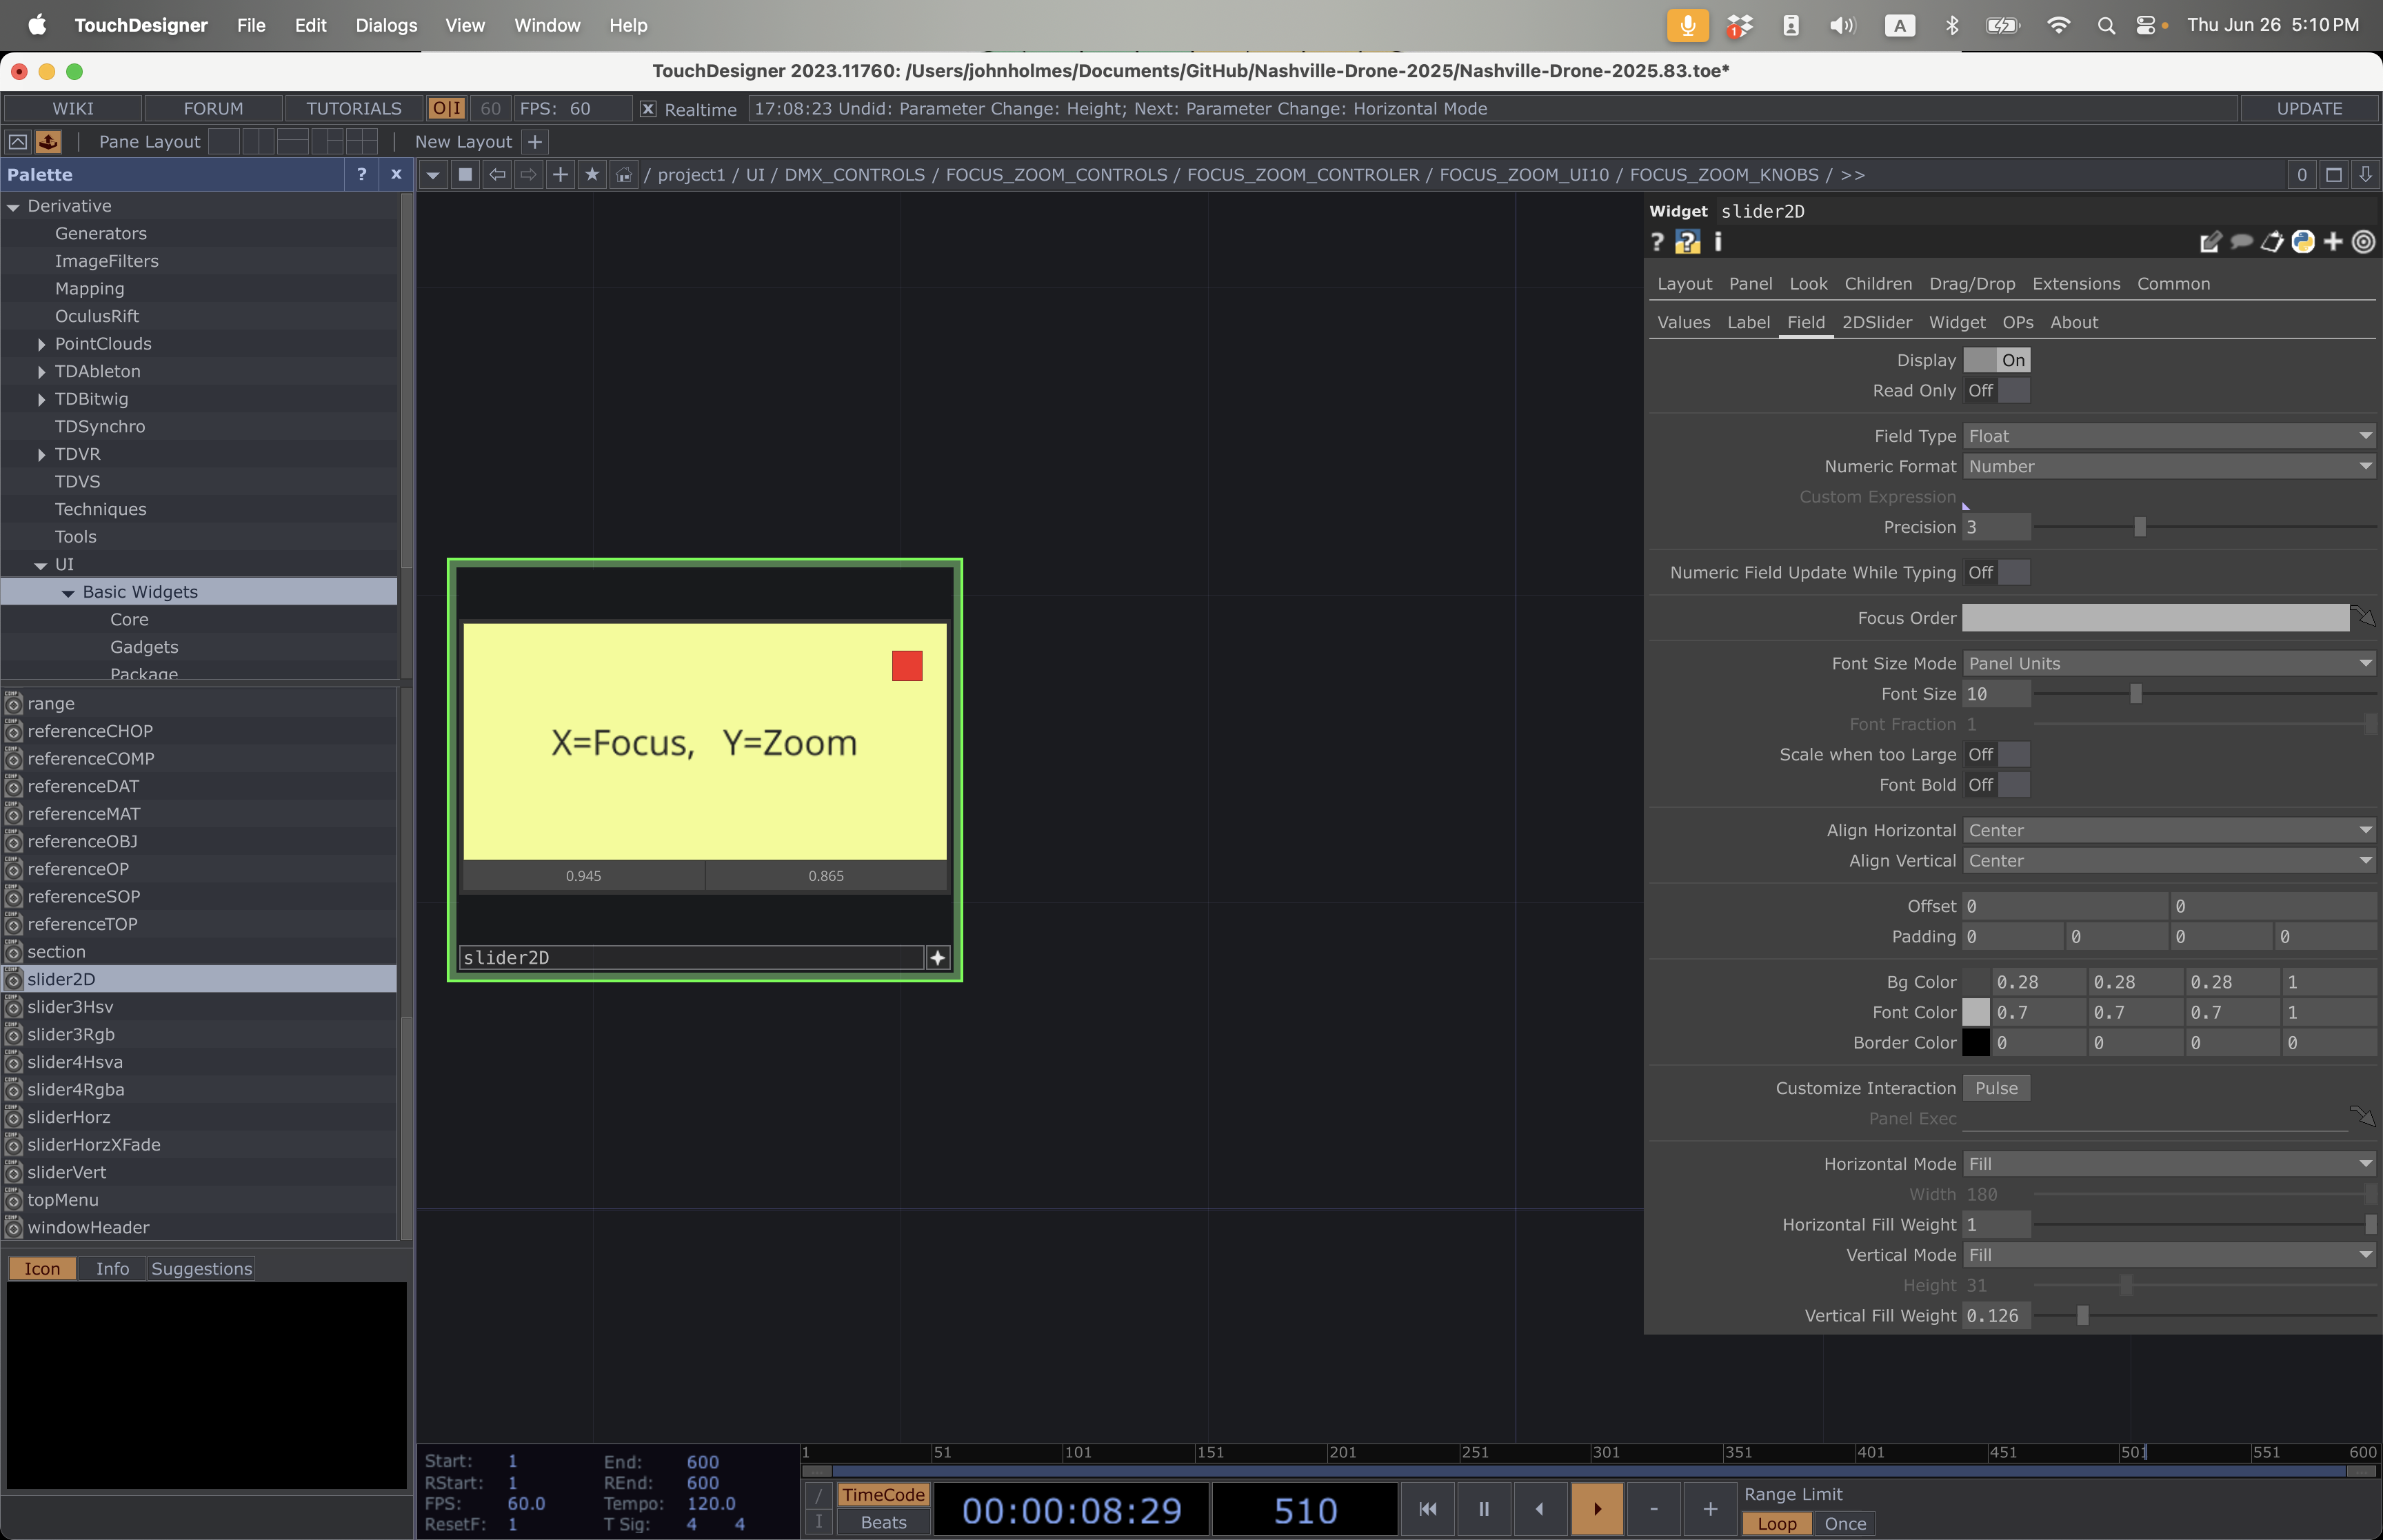 TouchDesigner File Edit Dialogs View Window Help 1 A Thu Jun 26 5:10 PM
TouchDesigner 2023.11760: /Users/johnholmes/Documents/GitHub/Nashville-Drone-2025/Nashville-Drone-2025.83.toe*
WIKI FORUM TUTORIALS O|I 60 FPS: 60 X Realtime 17:08:23 Undid: Parameter Change: Height; Next: Parameter Change: Horizontal Mode UPDATE
Pane Layout New Layout +
Palette ? x / project1 / UI / DMX_CONTROLS / FOCUS_ZOOM_CONTROLS / FOCUS_ZOOM_CONTROLER / FOCUS_ZOOM_UI10 / FOCUS_ZOOM_KNOBS / >> 0
Derivative
Generators
ImageFilters
Mapping
OculusRift
PointClouds
TDAbleton
TDBitwig
TDSynchro
TDVR
TDVS
Techniques
Tools
UI
Basic Widgets
Core
Gadgets
Package
range
referenceCHOP
referenceCOMP
referenceDAT
referenceMAT
referenceOBJ
referenceOP
referenceSOP
referenceTOP
section
slider2D
slider3Hsv
slider3Rgb
slider4Hsva
slider4Rgba
sliderHorz
sliderHorzXFade
sliderVert
topMenu
windowHeader
Icon Info Suggestions
X=Focus, Y=Zoom
0.945 0.865
slider2D
Widget slider2D
? ? i
Layout Panel Look Children Drag/Drop Extensions Common
Values Label Field 2DSlider Widget OPs About
Display On
Read Only Off
Field Type Float
Numeric Format Number
Custom Expression
Precision 3
Numeric Field Update While Typing Off
Focus Order
Font Size Mode Panel Units
Font Size 10
Font Fraction 1
Scale when too Large Off
Font Bold Off
Align Horizontal Center
Align Vertical Center
Offset 0 0
Padding 0 0 0 0
Bg Color 0.28 0.28 0.28 1
Font Color 0.7 0.7 0.7 1
Border Color 0 0 0 0
Customize Interaction Pulse
Panel Exec
Horizontal Mode Fill
Width 180
Horizontal Fill Weight 1
Vertical Mode Fill
Height 31
Vertical Fill Weight 0.126
Start: 1 End: 600
RStart: 1 REnd: 600
FPS: 60.0 Tempo: 120.0
ResetF: 1 T Sig: 4 4
1 51 101 151 201 251 301 351 401 451 501 551 600
/ TimeCode 00:00:08:29 510 - + Range Limit
I Beats Loop Once